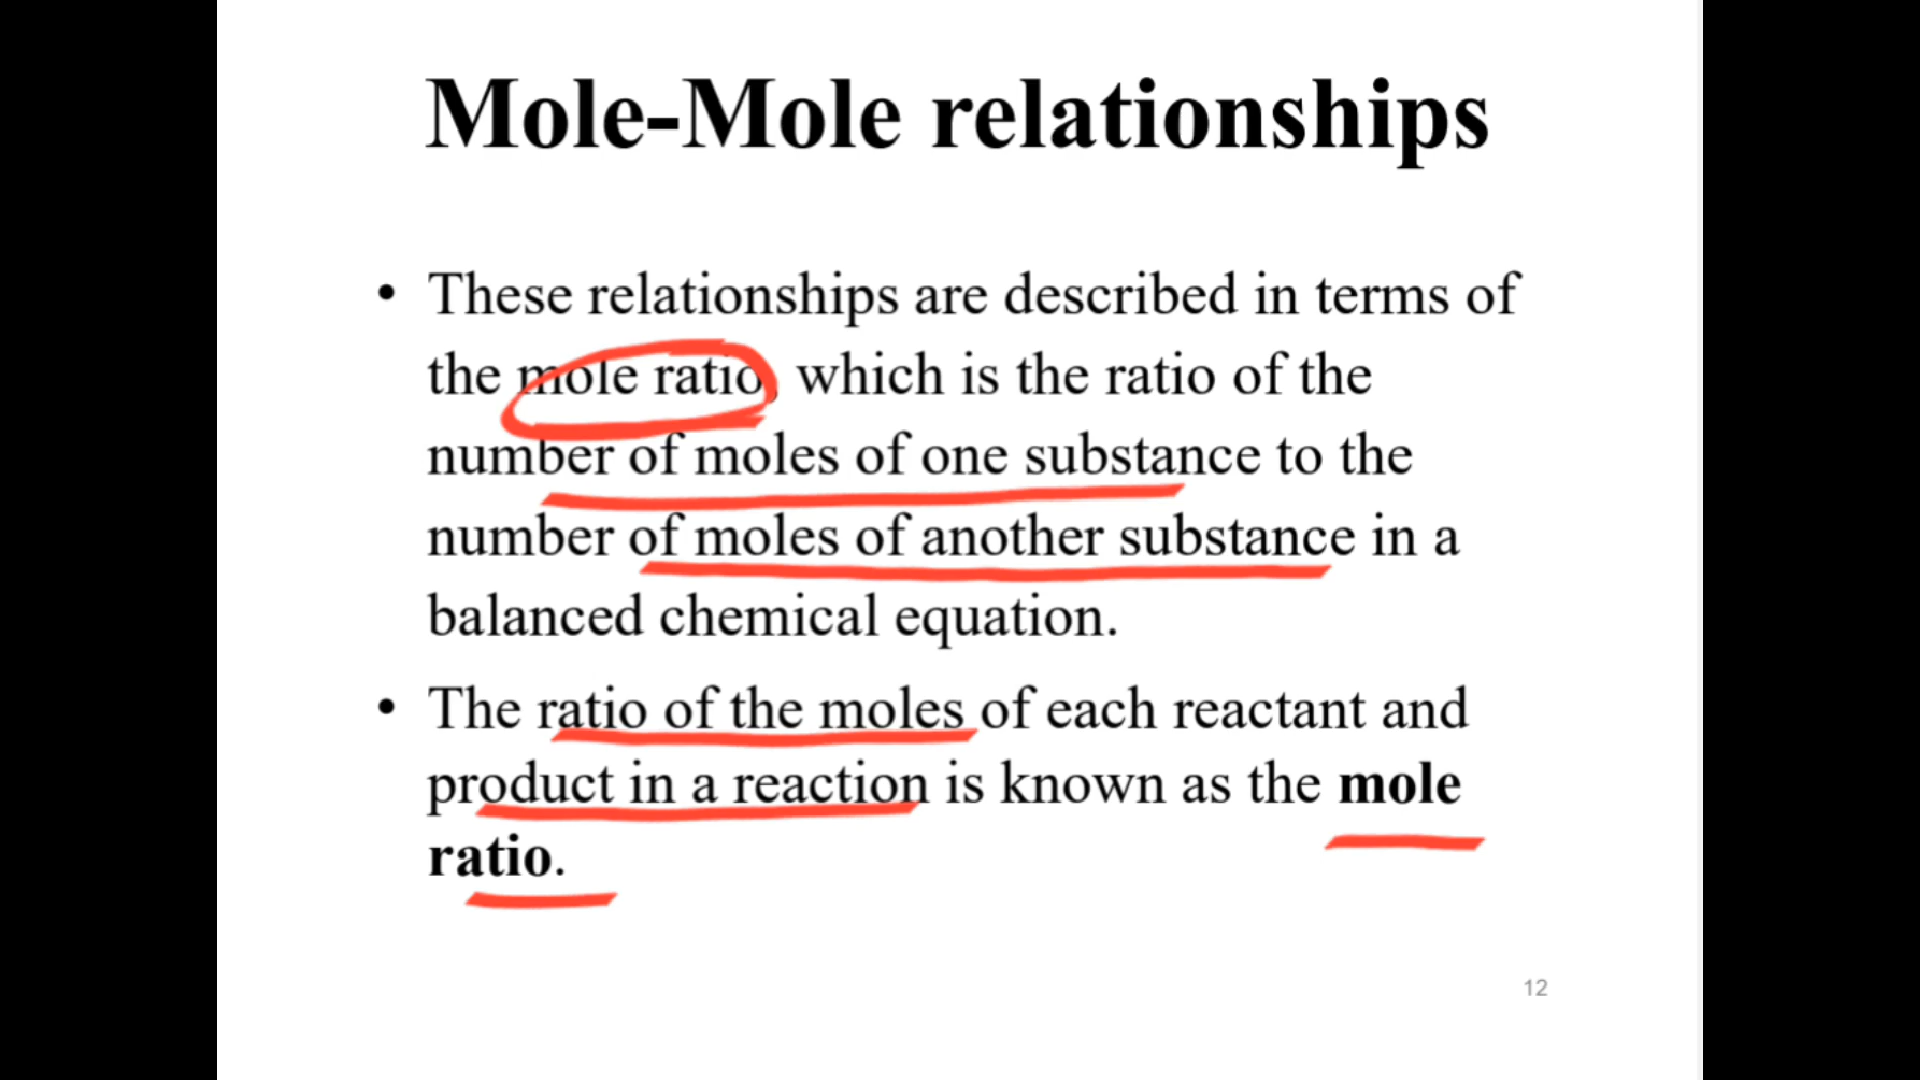 Mole-Mole relationships
• These relationships are described in terms of
the mole ratio, which is the ratio of the
number of moles of one substance to the
number of moles of another substance in a
balanced chemical equation.
• The ratio of the moles of each reactant and
product in a reaction is known as the mole
ratio.
12